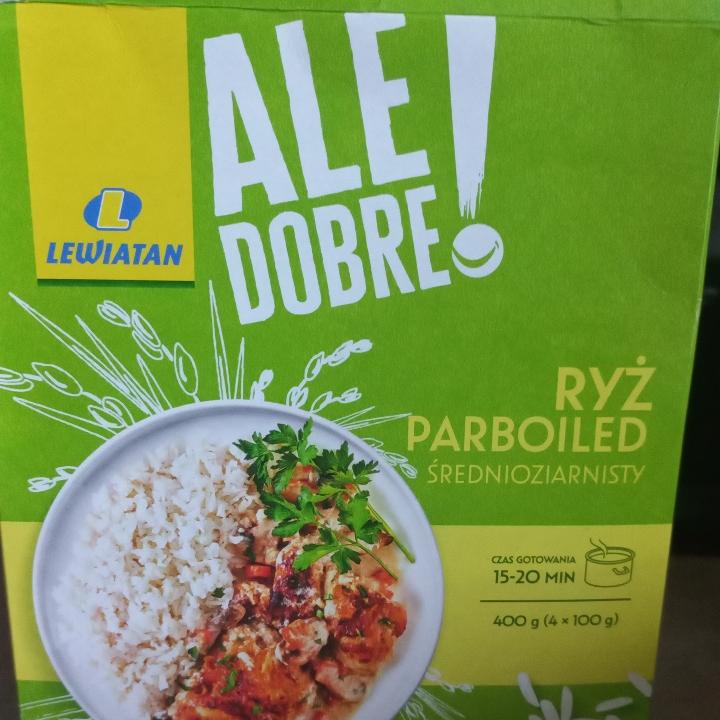 L
LEWIATAN
ALE
DOBRE!
RYŻ
PARBOILED
ŚREDNIOZIARNISTY
CZAS GOTOWANIA
15-20 MIN
400 g (4 × 100 g)